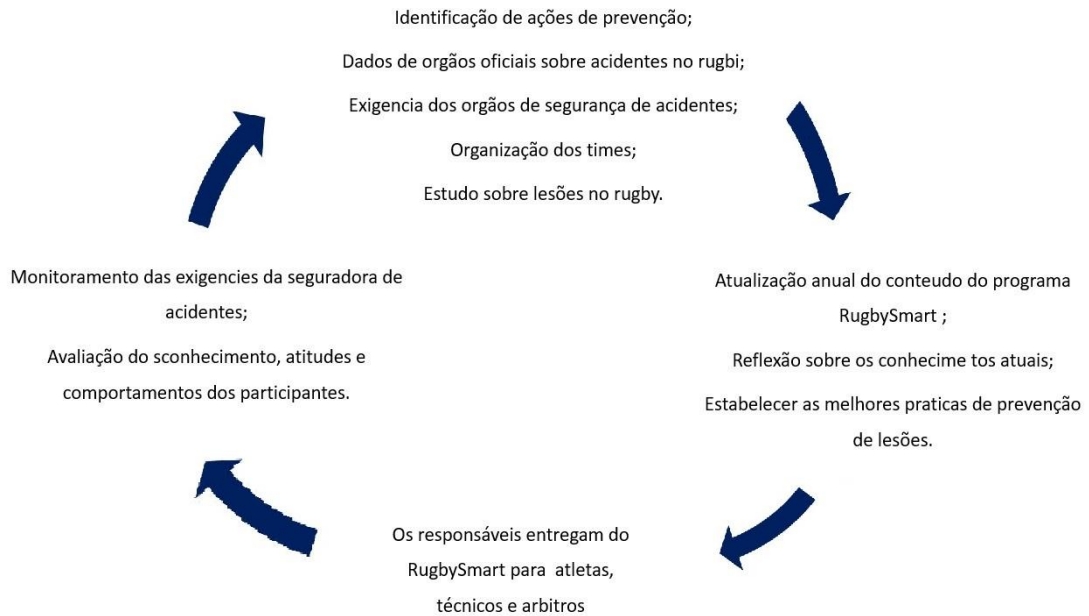 Identificação de ações de prevenção;
Dados de orgãos oficiais sobre acidentes no rugbi;
Exigencia dos orgãos de segurança de acidentes;
Organização dos times;
Estudo sobre lesões no rugby.
Atualização anual do conteudo do programa
RugbySmart ;
Reflexão sobre os conhecime tos atuais;
Estabelecer as melhores praticas de prevenção
de lesões.
Os responsáveis entregam do
RugbySmart para atletas,
técnicos e arbitros
Monitoramento das exigencies da seguradora de
acidentes;
Avaliação do sconhecimento, atitudes e
comportamentos dos participantes.